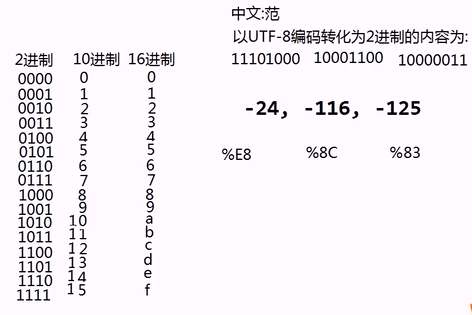 中文:范
以UTF-8编码转化为2进制的内容为:
11101000 10001100 10000011
-24, -116, -125
%E8 %8C %83
2进制 10进制 16进制
0000 0 0
0001 1 1
0010 2 2
0011 3 3
0100 4 4
0101 5 5
0110 6 6
0111 7 7
1000 8 8
1001 9 9
1010 10 a
1011 11 b
1100 12 c
1101 13 d
1110 14 e
1111 15 f